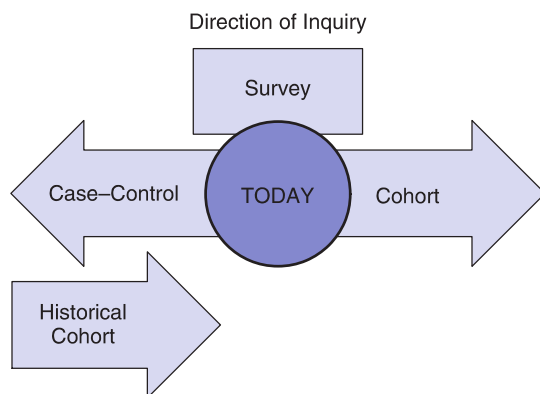 Direction of Inquiry
Survey
Case–Control
TODAY
Cohort
Historical
Cohort